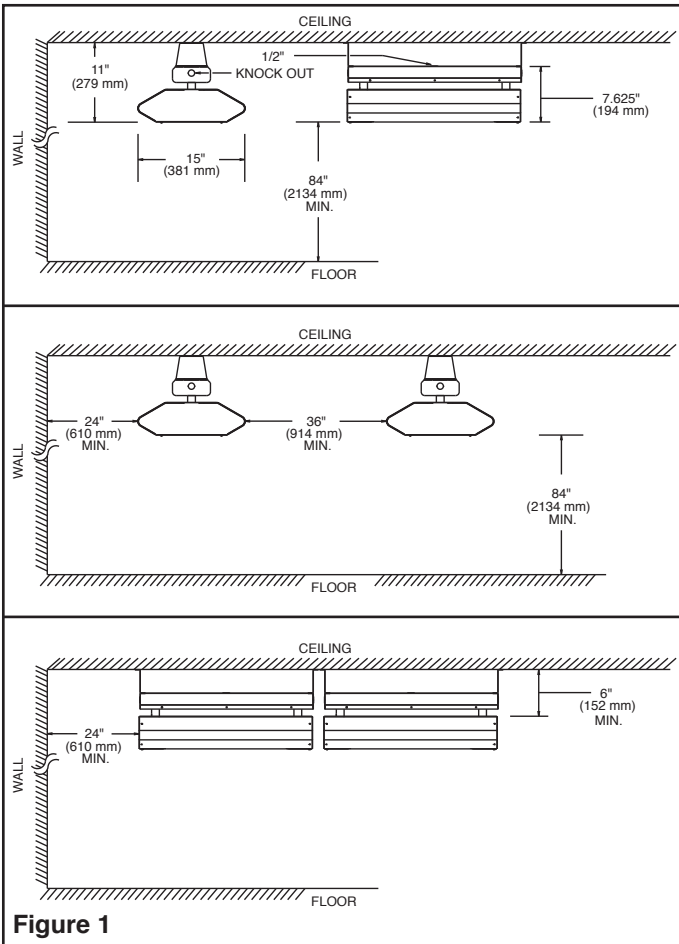 CEILING
1/2"
11"
(279 mm)
KNOCK OUT
7.625"
(194 mm)
WALL
15"
(381 mm)
84"
(2134 mm)
MIN.
FLOOR
CEILING
24"
(610 mm)
MIN.
36"
(914 mm)
MIN.
WALL
84"
(2134 mm)
MIN.
FLOOR
CEILING
6"
(152 mm)
MIN.
24"
(610 mm)
MIN.
WALL
FLOOR
Figure 1